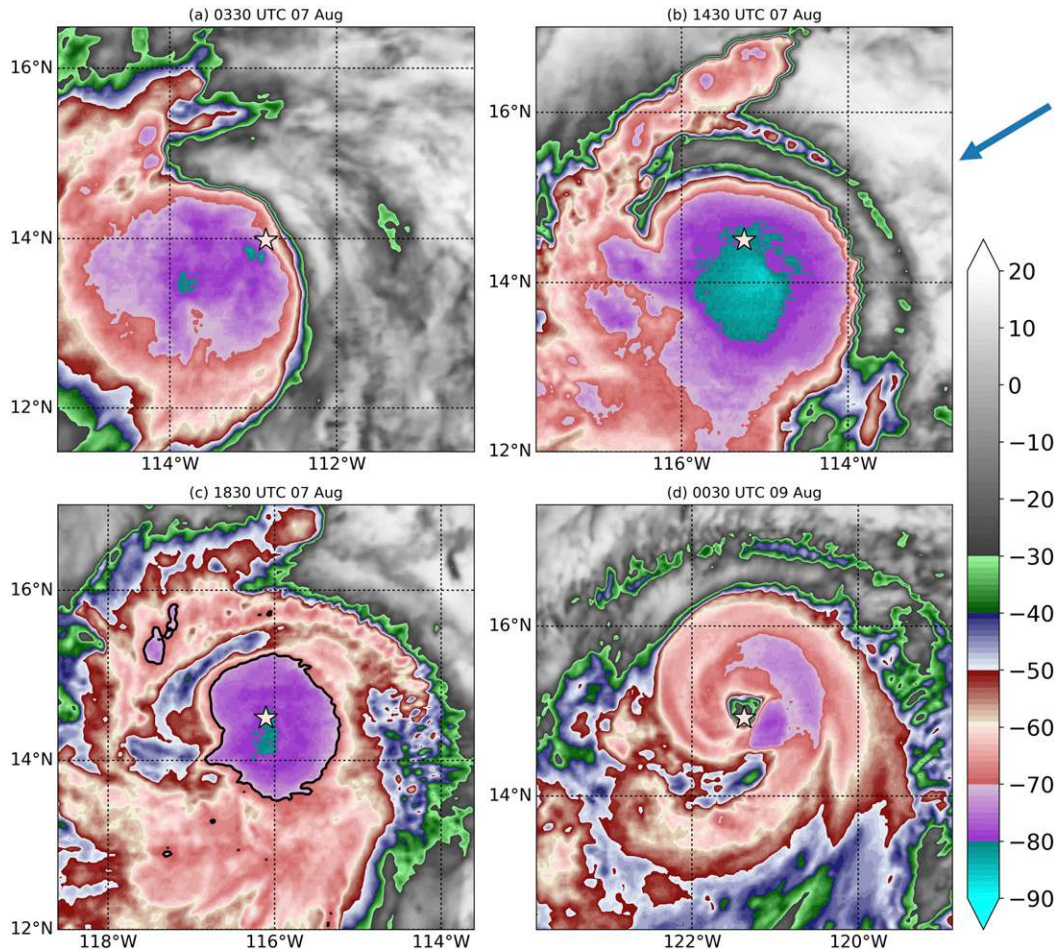 (a) 0330 UTC 07 Aug
(b) 1430 UTC 07 Aug
16°N
14°N
12°N
114°W 112°W
16°N
14°N
12°N
116°W 114°W
(c) 1830 UTC 07 Aug
(d) 0030 UTC 09 Aug
16°N
14°N
12°N
118°W 116°W 114°W
16°N
14°N
122°W 120°W
20
10
0
−10
−20
−30
−40
−50
−60
−70
−80
−90